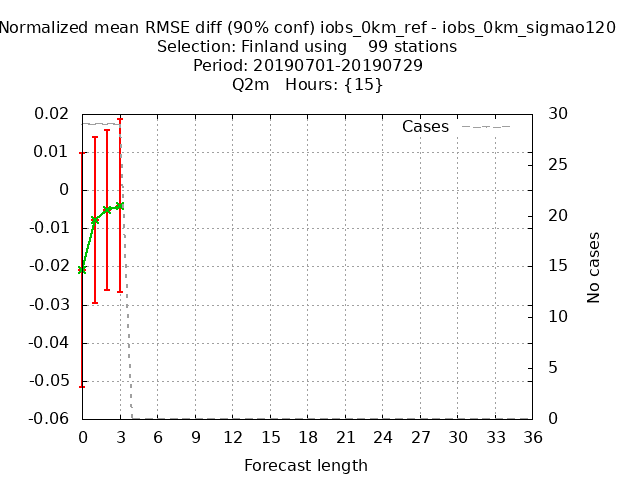 Normalized mean RMSE diff (90% conf) iobs_0km_ref - iobs_0km_sigmao120
Selection: Finland using    99 stations
Period: 20190701-20190729
Q2m   Hours: {15}
Cases
0.02
0.01
0
-0.01
-0.02
-0.03
-0.04
-0.05
-0.06
30
25
20
15
10
5
0
No cases
0 3 6 9 12 15 18 21 24 27 30 33 36
Forecast length